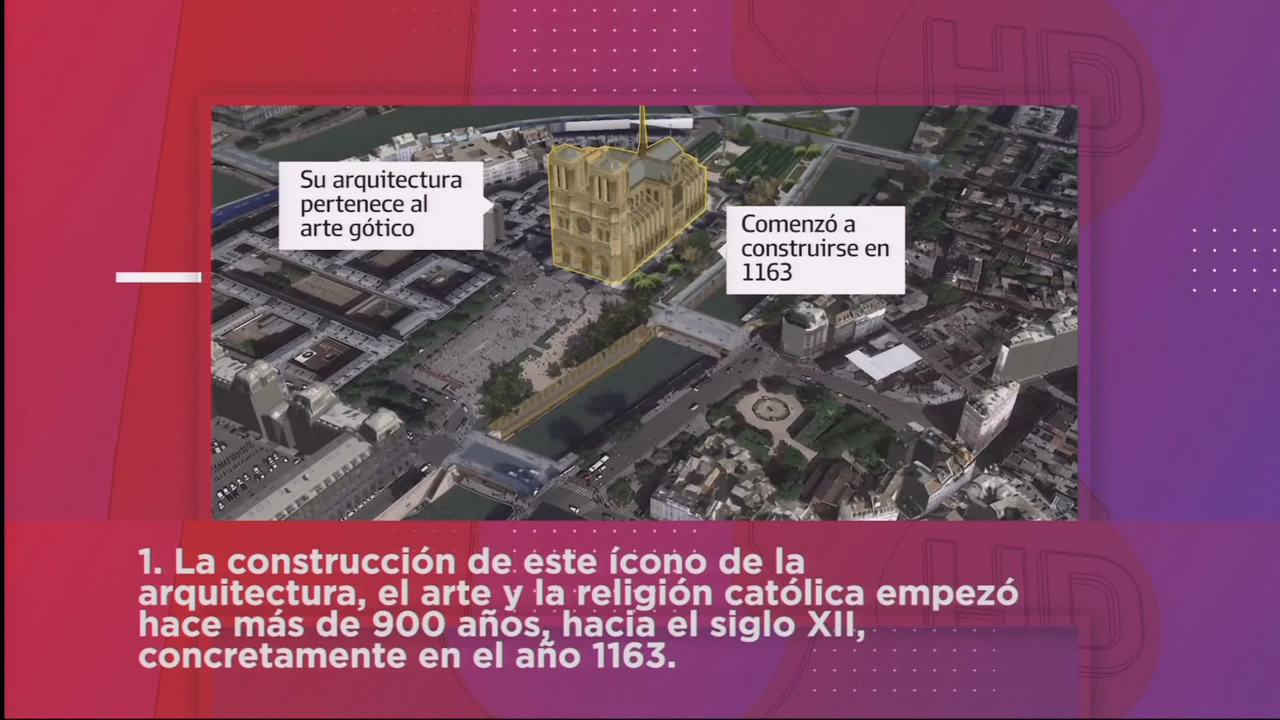 Su arquitectura
pertenece al
arte gótico
Comenzó a
construirse en
1163
1. La construcción de este ícono de la
arquitectura, el arte y la religión católica empezó
hace más de 900 años, hacia el siglo XII,
concretamente en el año 1163.
HD
HD